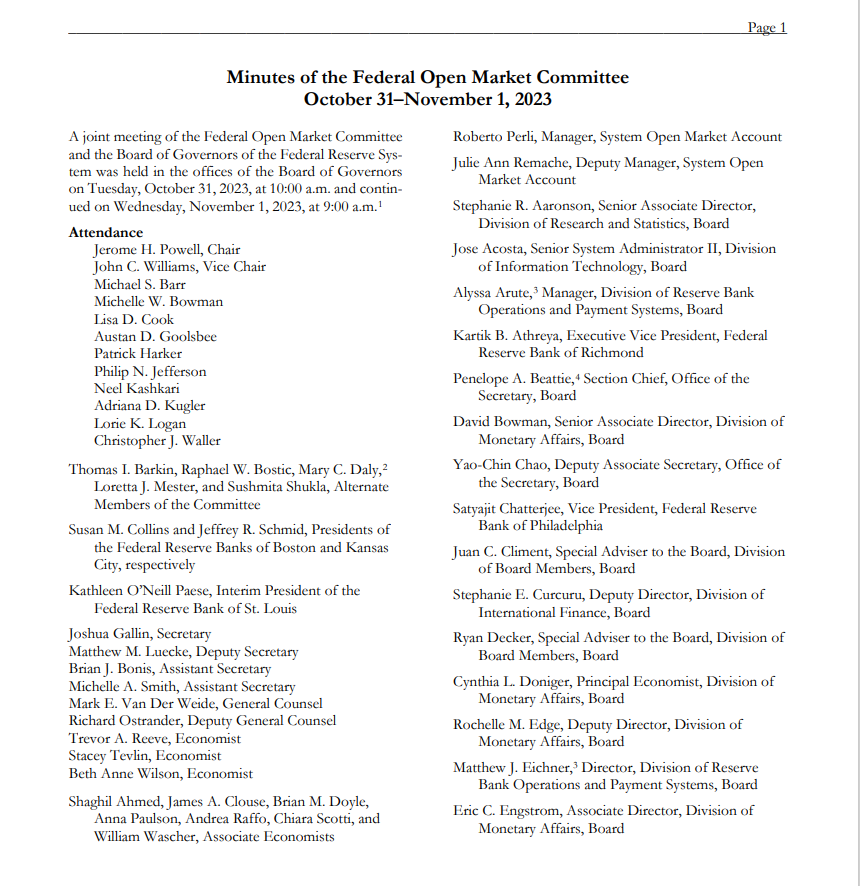 Page 1
Minutes of the Federal Open Market Committee
October 31–November 1, 2023
A joint meeting of the Federal Open Market Committee
and the Board of Governors of the Federal Reserve Sys-
tem was held in the offices of the Board of Governors
on Tuesday, October 31, 2023, at 10:00 a.m. and contin-
ued on Wednesday, November 1, 2023, at 9:00 a.m.¹
Attendance
Jerome H. Powell, Chair
John C. Williams, Vice Chair
Michael S. Barr
Michelle W. Bowman
Lisa D. Cook
Austan D. Goolsbee
Patrick Harker
Philip N. Jefferson
Neel Kashkari
Adriana D. Kugler
Lorie K. Logan
Christopher J. Waller
Thomas I. Barkin, Raphael W. Bostic, Mary C. Daly,²
Loretta J. Mester, and Sushmita Shukla, Alternate
Members of the Committee
Susan M. Collins and Jeffrey R. Schmid, Presidents of
the Federal Reserve Banks of Boston and Kansas
City, respectively
Kathleen O’Neill Paese, Interim President of the
Federal Reserve Bank of St. Louis
Joshua Gallin, Secretary
Matthew M. Luecke, Deputy Secretary
Brian J. Bonis, Assistant Secretary
Michelle A. Smith, Assistant Secretary
Mark E. Van Der Weide, General Counsel
Richard Ostrander, Deputy General Counsel
Trevor A. Reeve, Economist
Stacey Tevlin, Economist
Beth Anne Wilson, Economist
Shaghil Ahmed, James A. Clouse, Brian M. Doyle,
Anna Paulson, Andrea Raffo, Chiara Scotti, and
William Wascher, Associate Economists
Roberto Perli, Manager, System Open Market Account
Julie Ann Remache, Deputy Manager, System Open
Market Account
Stephanie R. Aaronson, Senior Associate Director,
Division of Research and Statistics, Board
Jose Acosta, Senior System Administrator II, Division
of Information Technology, Board
Alyssa Arute,³ Manager, Division of Reserve Bank
Operations and Payment Systems, Board
Kartik B. Athreya, Executive Vice President, Federal
Reserve Bank of Richmond
Penelope A. Beattie,⁴ Section Chief, Office of the
Secretary, Board
David Bowman, Senior Associate Director, Division of
Monetary Affairs, Board
Yao-Chin Chao, Deputy Associate Secretary, Office of
the Secretary, Board
Satyajit Chatterjee, Vice President, Federal Reserve
Bank of Philadelphia
Juan C. Climent, Special Adviser to the Board, Division
of Board Members, Board
Stephanie E. Curcuru, Deputy Director, Division of
International Finance, Board
Ryan Decker, Special Adviser to the Board, Division of
Board Members, Board
Cynthia L. Doniger, Principal Economist, Division of
Monetary Affairs, Board
Rochelle M. Edge, Deputy Director, Division of
Monetary Affairs, Board
Matthew J. Eichner,³ Director, Division of Reserve
Bank Operations and Payment Systems, Board
Eric C. Engstrom, Associate Director, Division of
Monetary Affairs, Board